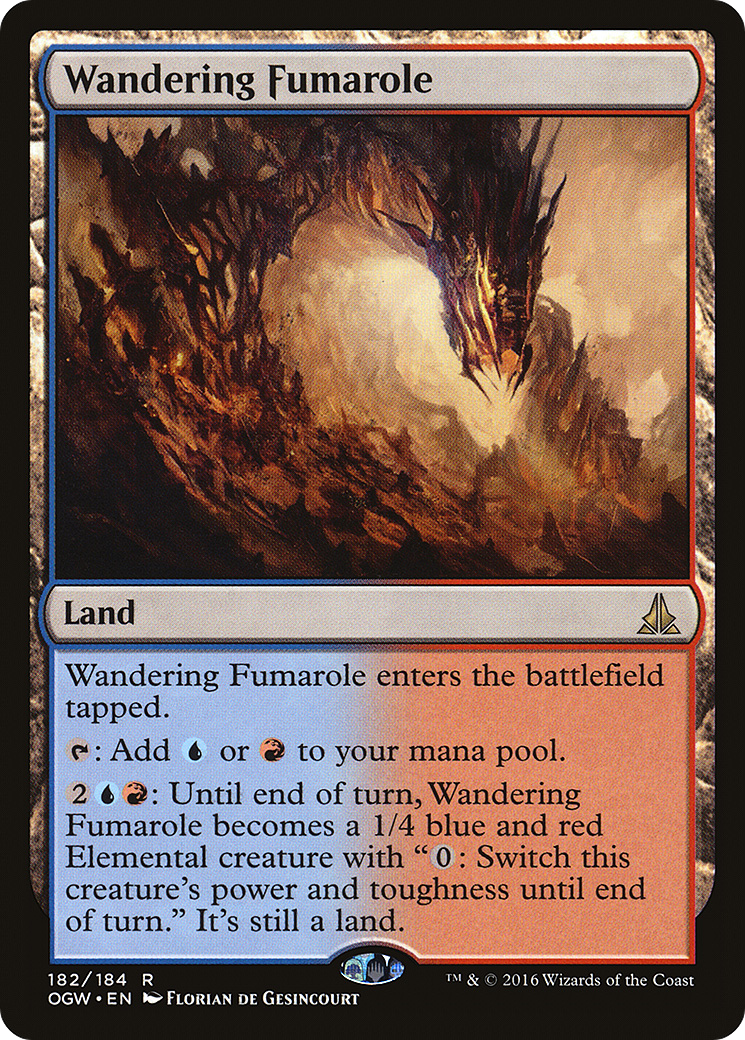 Wandering Fumarole
Land
Wandering Fumarole enters the battlefield
tapped.
: Add or to your mana pool.
2 : Until end of turn, Wandering
Fumarole becomes a 1/4 blue and red
Elemental creature with “0: Switch this
creature’s power and toughness until end
of turn.” It’s still a land.
182/184 R
OGW • EN Florian de Gesincourt
™ & © 2016 Wizards of the Coast